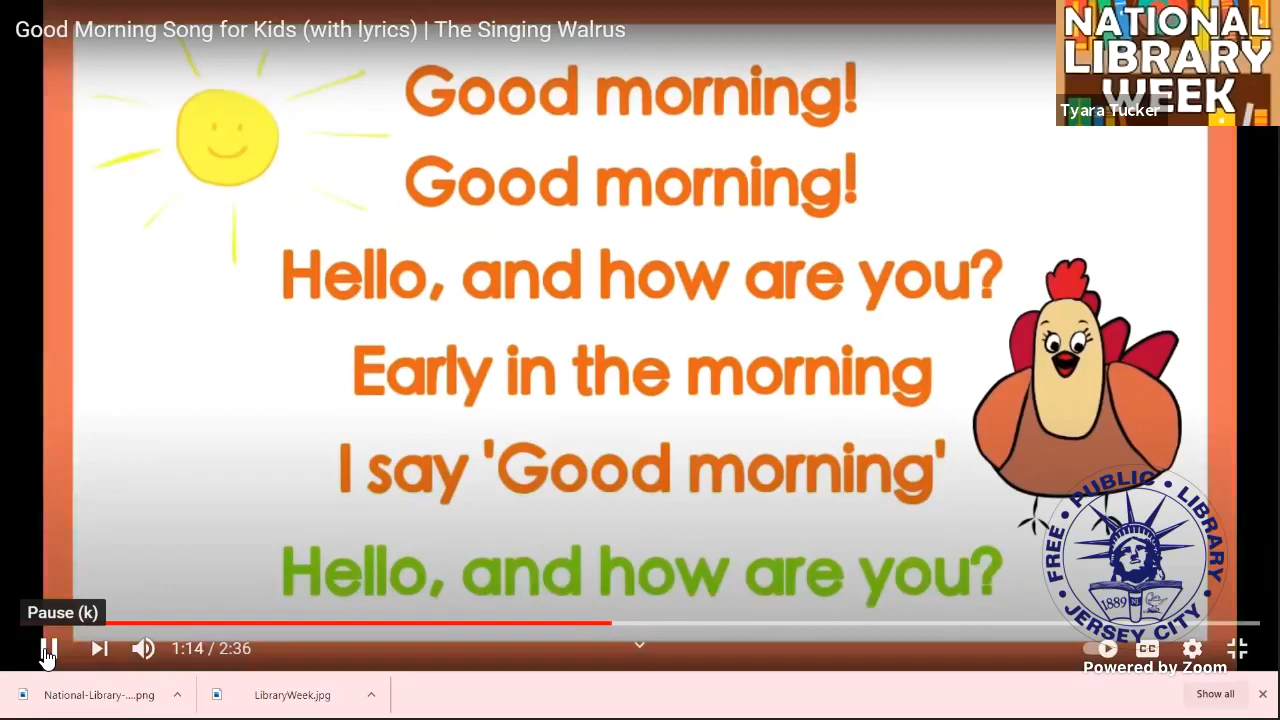 Good Morning Song for Kids (with lyrics) | The Singing Walrus
NATIONAL
LIBRARY
WEEK
Tyara Tucker
Good morning!
Good morning!
Hello, and how are you?
Early in the morning
I say 'Good morning'
Hello, and how are you?
FREE • PUBLIC • LIBRARY • JERSEY CITY •
1889
Pause (k)
1:14 / 2:36
CC
Powered by Zoom
National-Library-....png
LibraryWeek.jpg
Show all